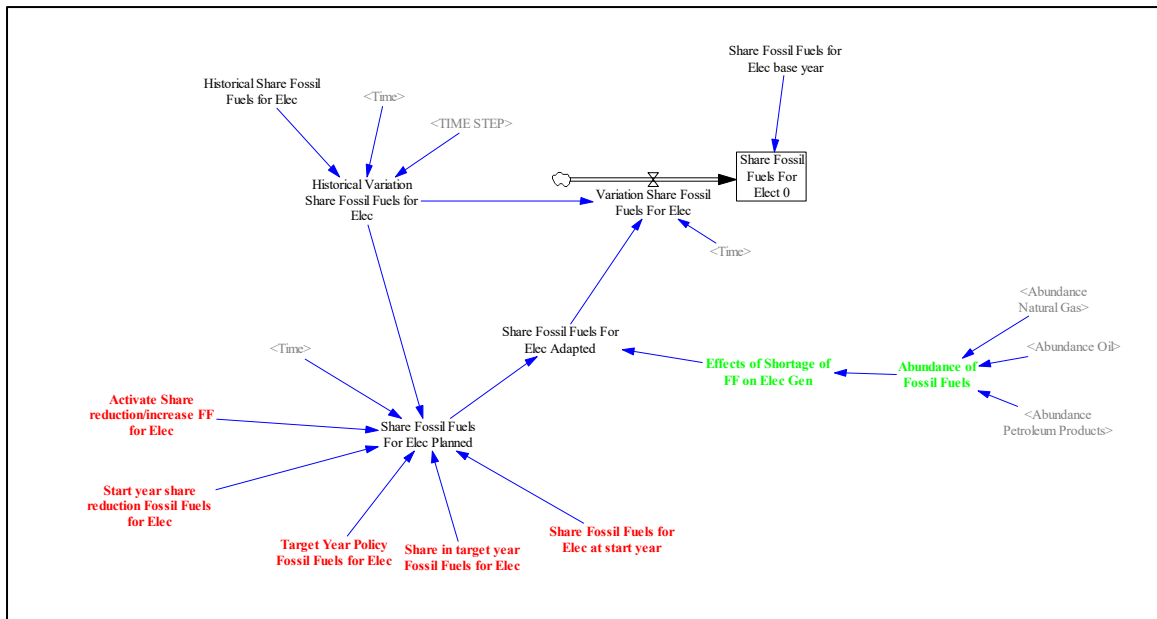 Share Fossil Fuels for
Elec base year
Historical Share Fossil
Fuels for Elec
<Time>
<TIME STEP>
Share Fossil
Fuels For
Elect 0
Historical Variation
Share Fossil Fuels for
Elec
Variation Share Fossil
Fuels For Elec
<Time>
<Abundance
Natural Gas>
<Time>
Share Fossil Fuels For
Elec Adapted
<Abundance Oil>
Effects of Shortage of
FF on Elec Gen
Abundance of
Fossil Fuels
<Abundance
Petroleum Products>
Activate Share
reduction/increase FF
for Elec
Share Fossil Fuels
For Elec Planned
Start year share
reduction Fossil Fuels
for Elec
Target Year Policy
Fossil Fuels for Elec
Share in target year
Fossil Fuels for Elec
Share Fossil Fuels for
Elec at start year